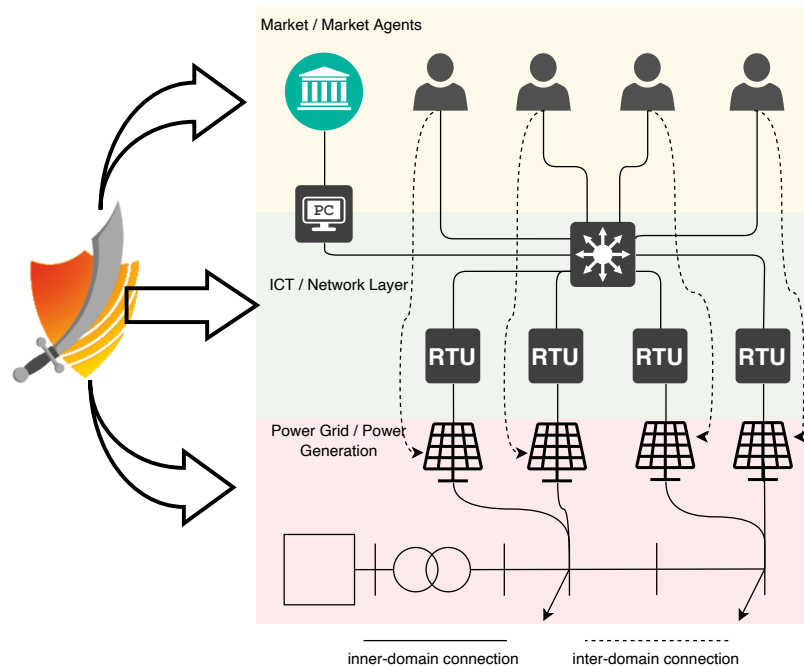 Market / Market Agents
PC
ICT / Network Layer
RTU RTU RTU RTU
Power Grid / Power
Generation
inner-domain connection inter-domain connection